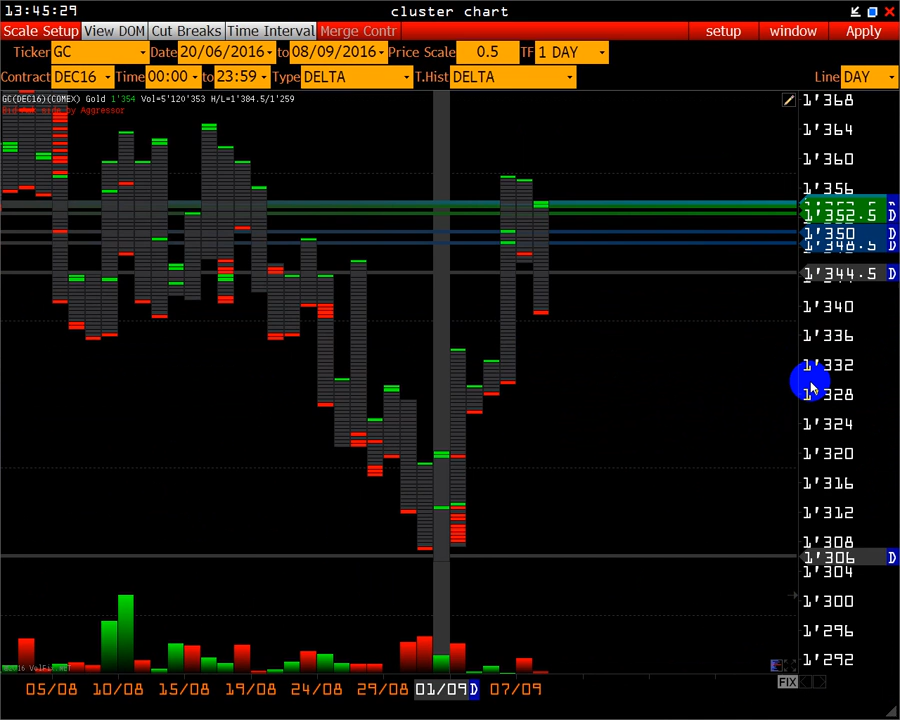 13:45:29 cluster chart
Scale Setup View DOM Cut Breaks Time Interval Merge Contr setup window Apply
Ticker GC Date 20/06/2016 to 08/09/2016 Price Scale 0.5 TF 1 DAY
Contract DEC16 Time 00:00 to 23:59 Type DELTA T.Hist DELTA Line DAY
GC(DEC16)(COMEX) Gold 1'354 Vol=5'120'353 H/L=1'384.5/1'259
by Aggressor
1'368
1'364
1'360
1'356
1'352.5 D
1'350 D
1'348.5 D
1'344.5 D
1'340
1'336
1'332
1'328
1'324
1'320
1'316
1'312
1'308
1'306 D
1'304
1'300
1'296
1'292
FIX
05/08 10/08 15/08 19/08 24/08 29/08 01/09 D 07/09